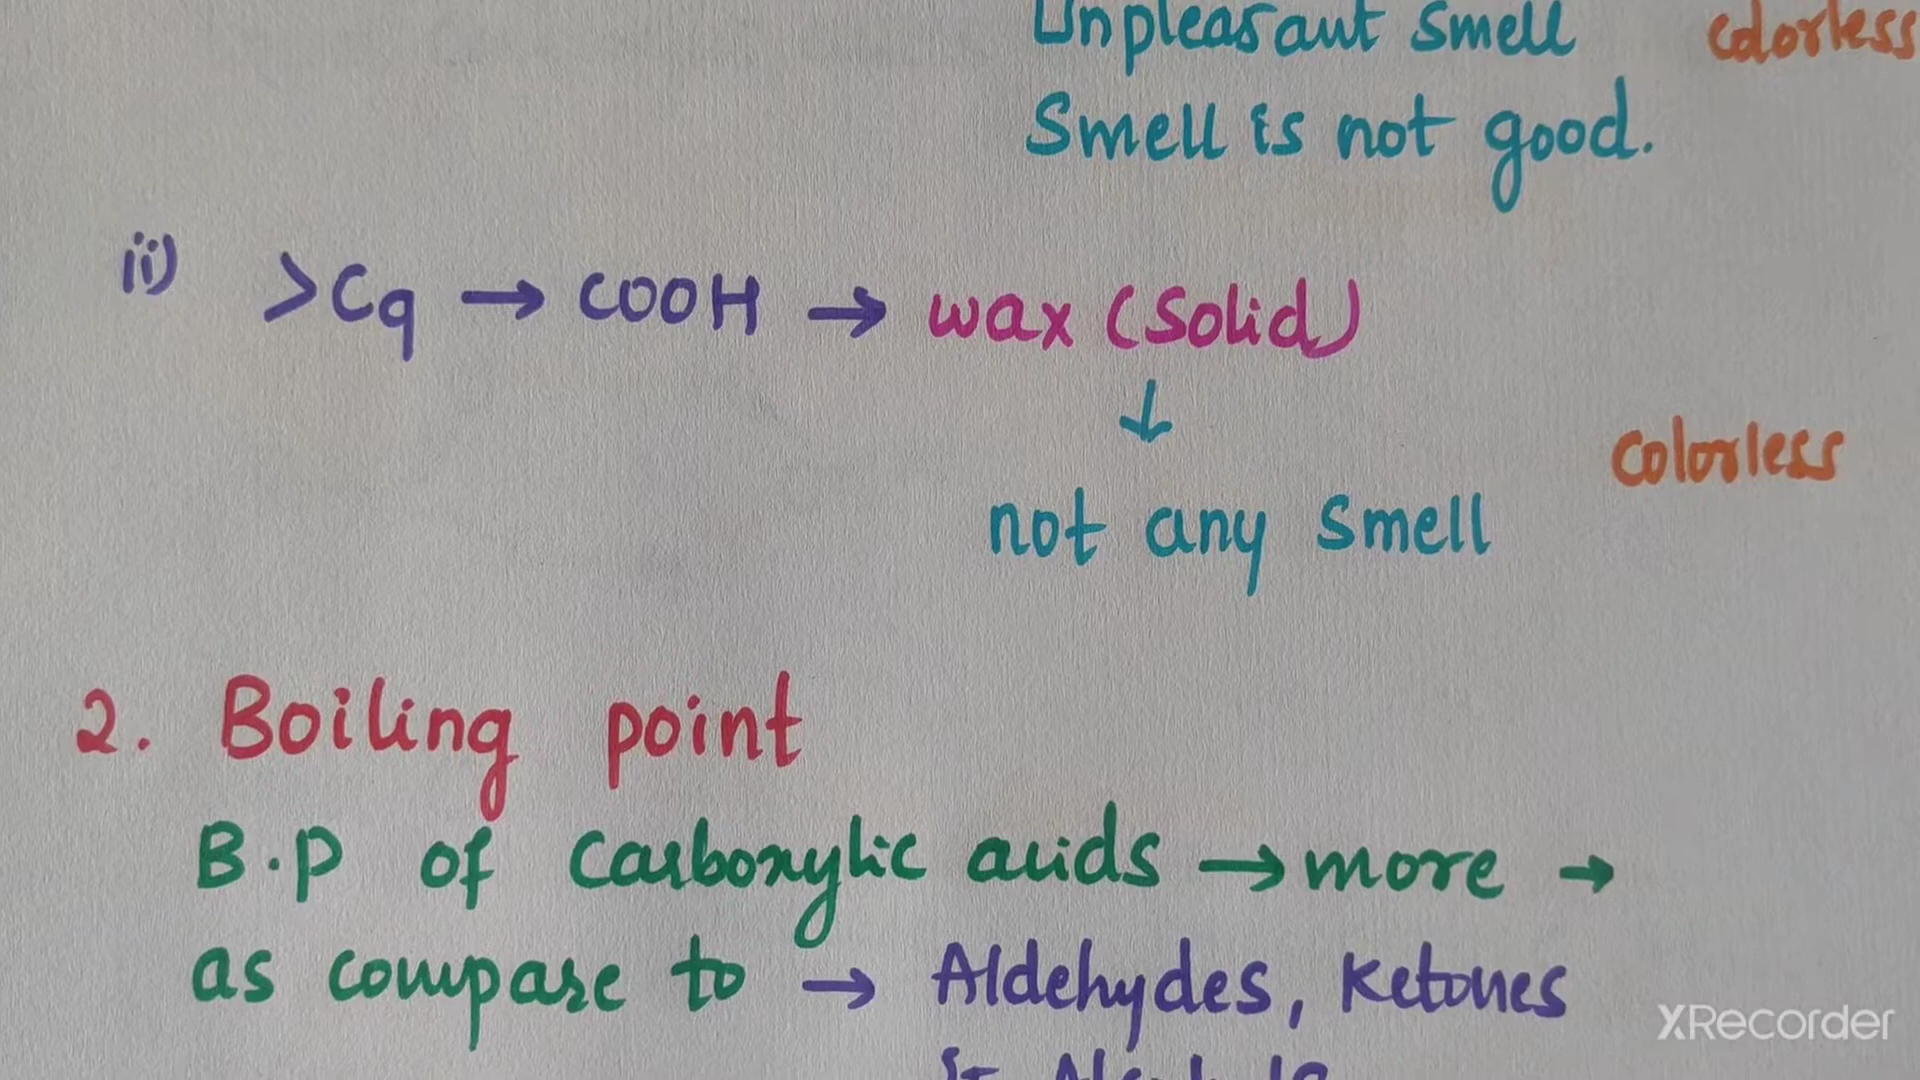 Unpleasant smell colorless
Smell is not good.
ii) >C9 → COOH → wax (Solid)
↓
colorless
not any smell
2. Boiling point
B.P of Carboxylic acids → more →
as compare to → Aldehydes, Ketones
XRecorder